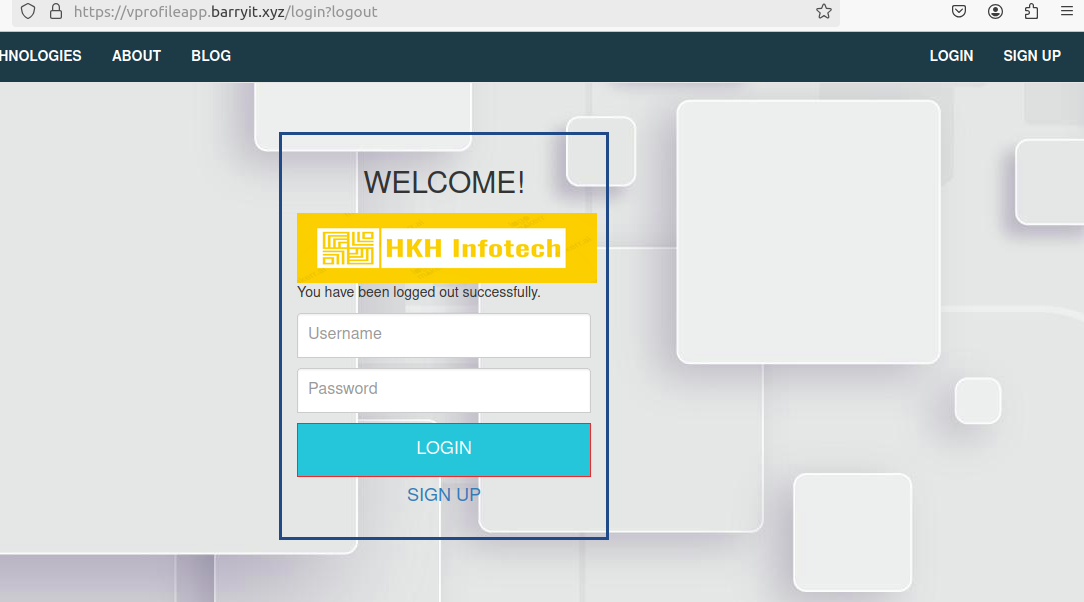 https://vprofileapp.barryit.xyz/login?logout
HNOLOGIES ABOUT BLOG LOGIN SIGN UP
WELCOME!
HKH Infotech
You have been logged out successfully.
Username
Password
LOGIN
SIGN UP